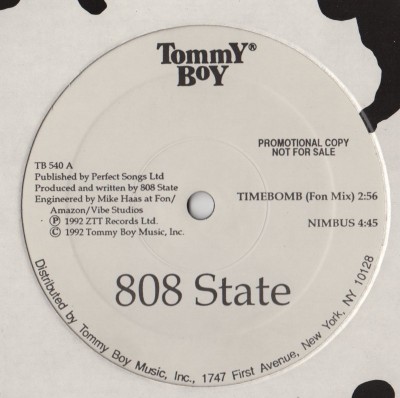 Tommy®
Boy
PROMOTIONAL COPY
NOT FOR SALE
TB 540 A
Published by Perfect Songs Ltd
Produced and written by 808 State
Engineered by Mike Haas at Fon/
Amazon/Vibe Studios
℗ 1992 ZTT Records Ltd.
© 1992 Tommy Boy Music, Inc.
TIMEBOMB (Fon Mix) 2:56
NIMBUS 4:45
808 State
Distributed by Tommy Boy Music, Inc., 1747 First Avenue, New York, NY 10128